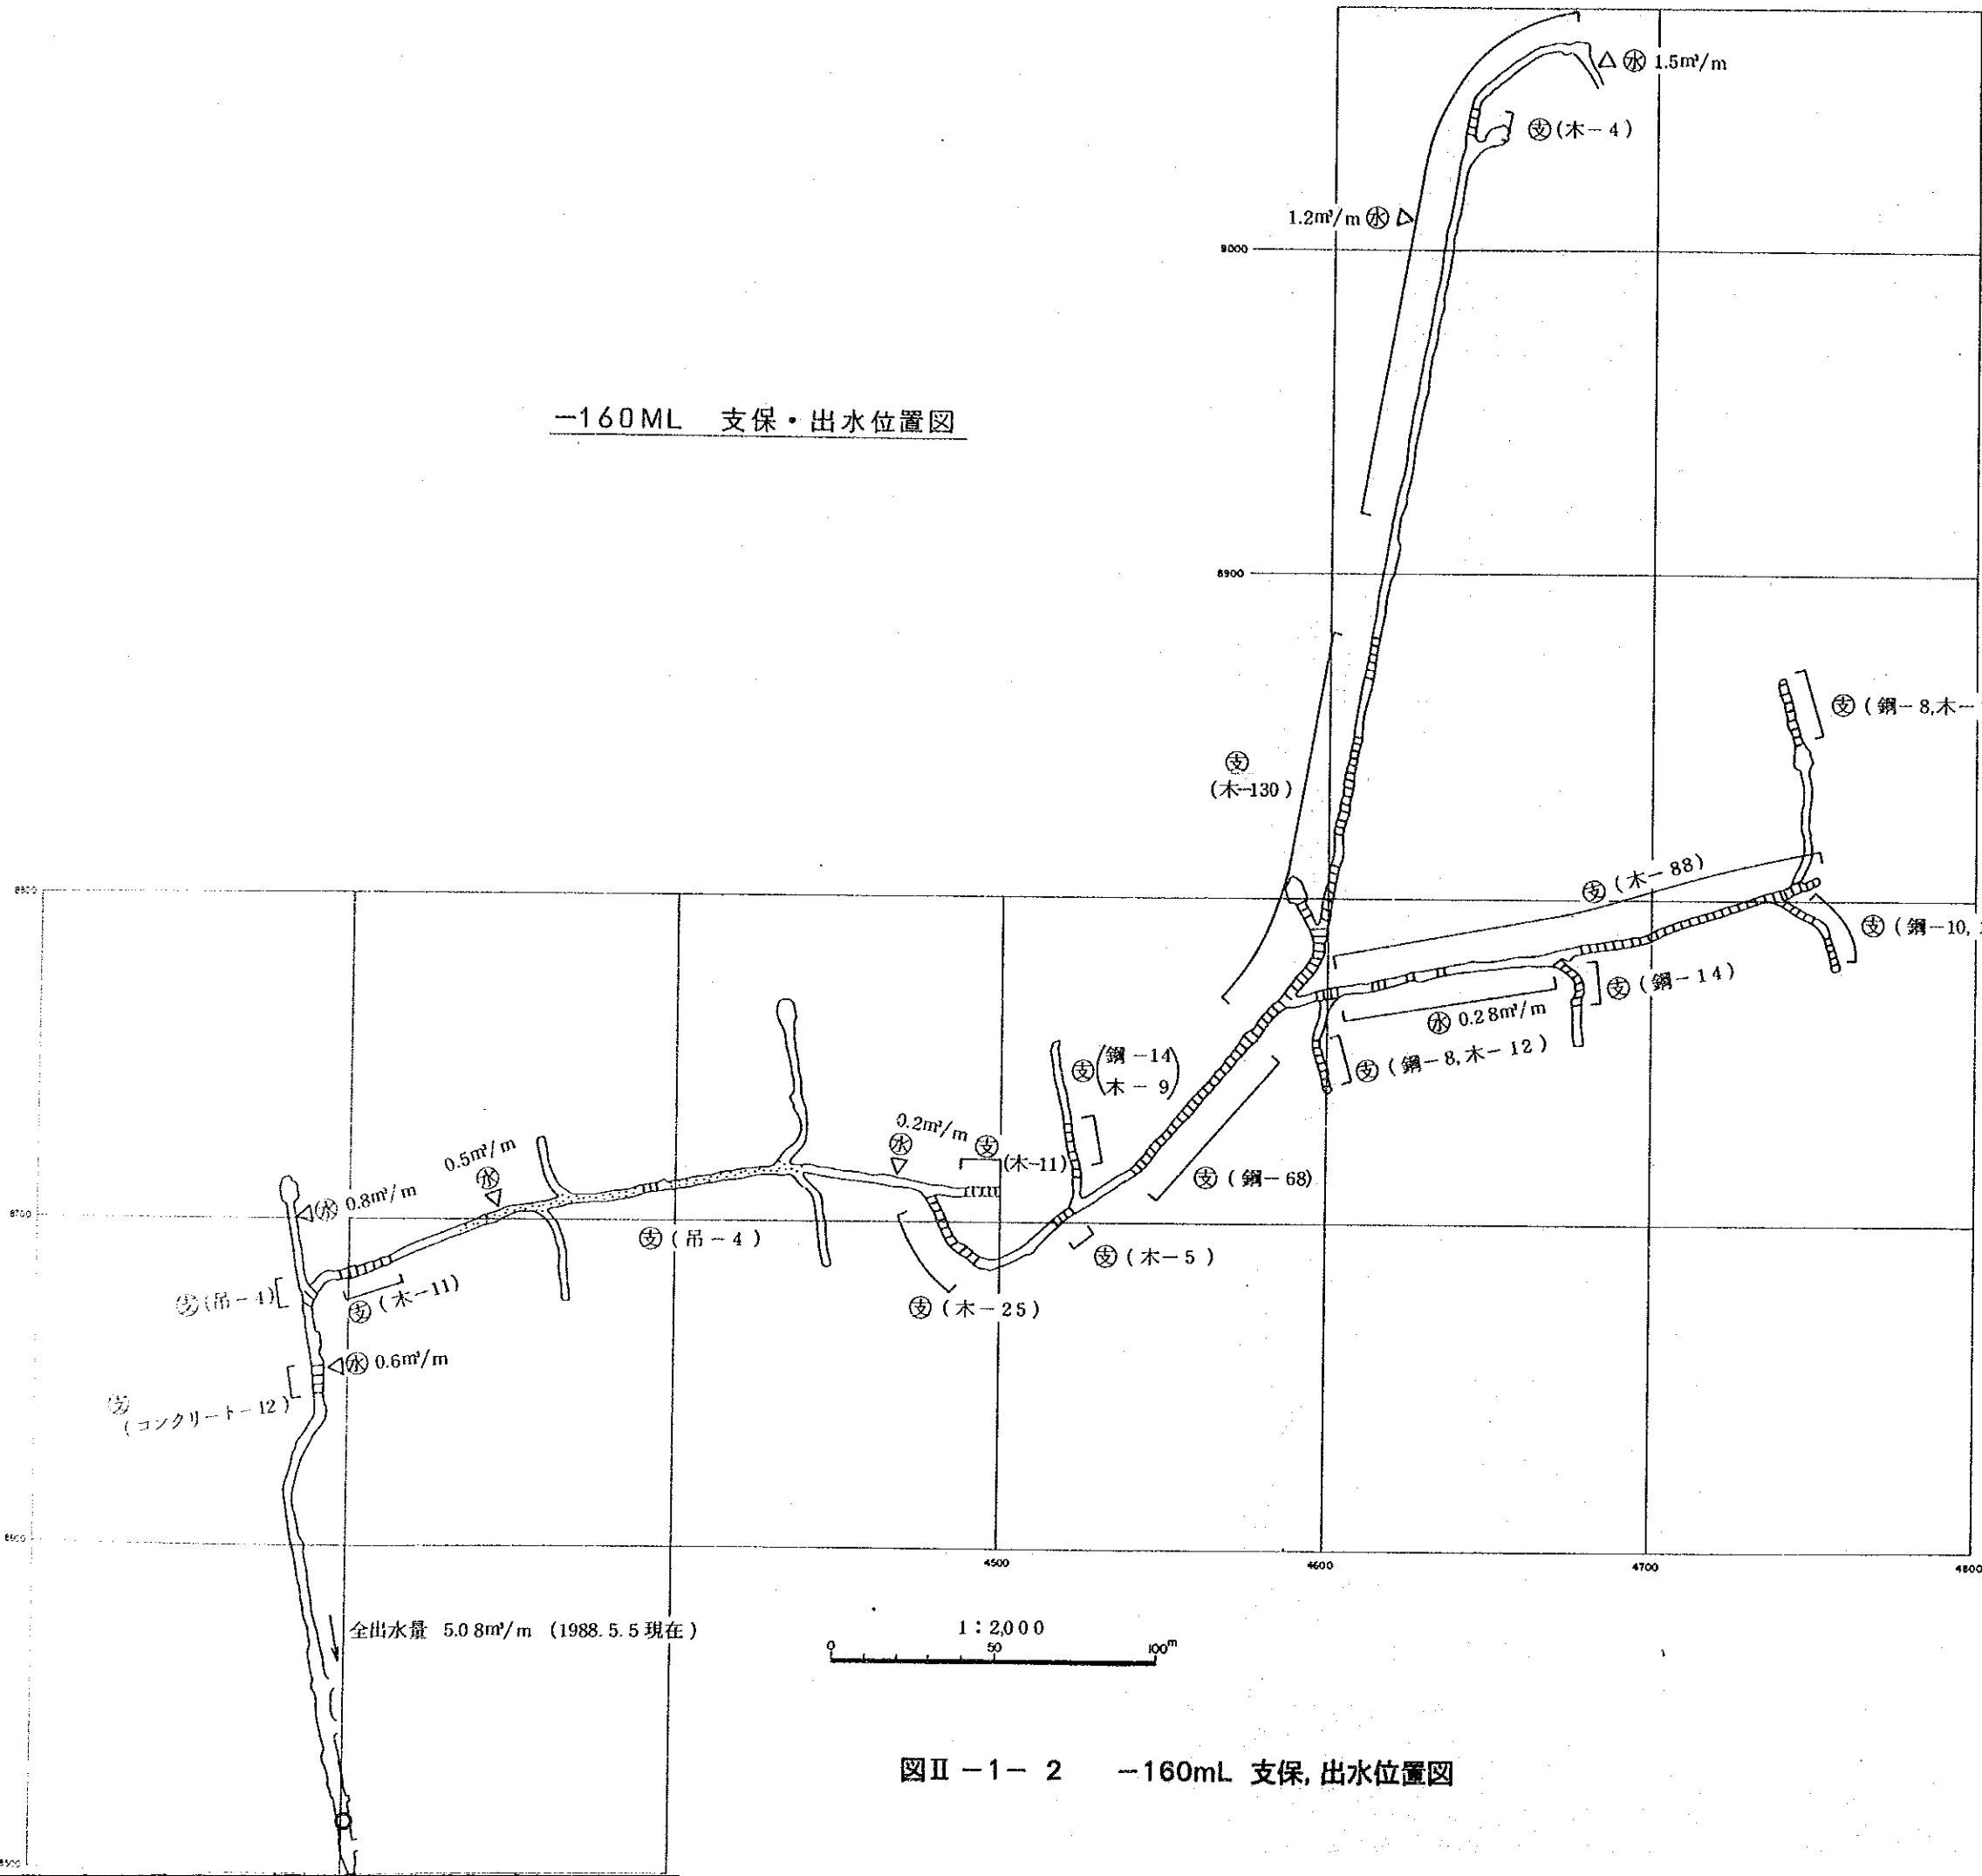 △ ㊌ 1.5m³/m
㊛(木-4)
1.2m³/m ㊌ △
9000
-160ML 支保・出水位置図
8900
支 (鋼-8,木-
支
(木-130)
支 (木-88)
8800
支 (鋼-10,
支 (鋼-14)
水 0.28m³/m
支 (鋼-8,木-12)
支 (鋼-14
木-9)
0.2m³/m 支
水
(木-11)
0.5m³/m
水
支 (鋼-68)
水 0.8m³/m
8700
支 (吊-4)
支 (木-5)
支 (吊-4)
支 (木-11)
支 (木-25)
水 0.6m³/m
支
(コンクリート-12)
8600
4500
4600
4700
4800
全出水量 5.08m³/m (1988.5.5現在)
1:2,000
0
50
100m
図Ⅱ-1-2 -160mL 支保,出水位置図
8500